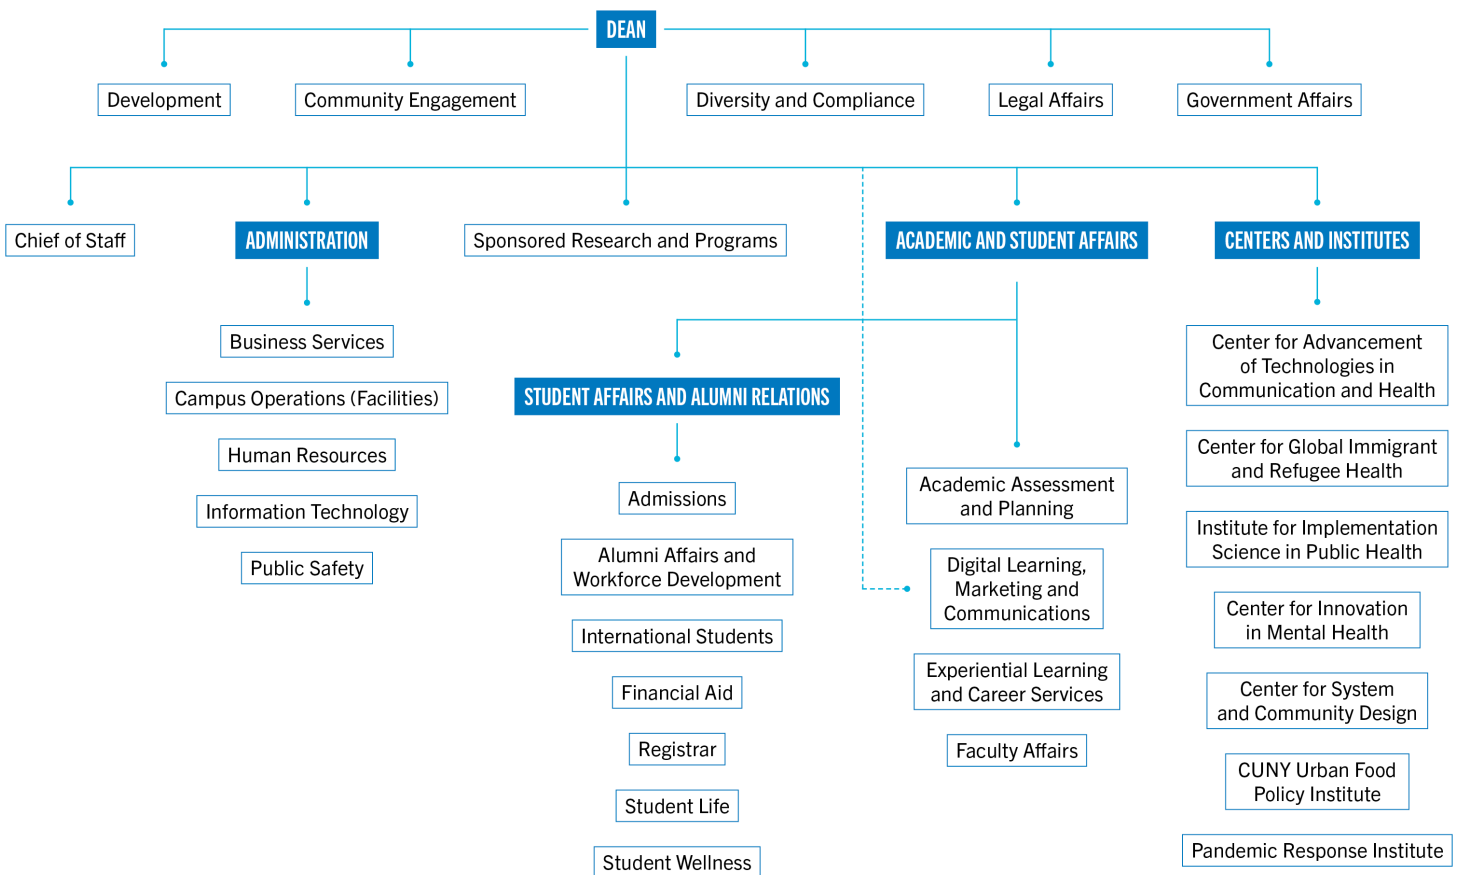 DEAN
Development
Community Engagement
Diversity and Compliance
Legal Affairs
Government Affairs
Chief of Staff
ADMINISTRATION
Sponsored Research and Programs
ACADEMIC AND STUDENT AFFAIRS
CENTERS AND INSTITUTES
Business Services
Campus Operations (Facilities)
Human Resources
Information Technology
Public Safety
STUDENT AFFAIRS AND ALUMNI RELATIONS
Admissions
Alumni Affairs and
Workforce Development
International Students
Financial Aid
Registrar
Student Life
Student Wellness
Academic Assessment
and Planning
Digital Learning,
Marketing and
Communications
Experiential Learning
and Career Services
Faculty Affairs
Center for Advancement
of Technologies in
Communication and Health
Center for Global Immigrant
and Refugee Health
Institute for Implementation
Science in Public Health
Center for Innovation
in Mental Health
Center for System
and Community Design
CUNY Urban Food
Policy Institute
Pandemic Response Institute